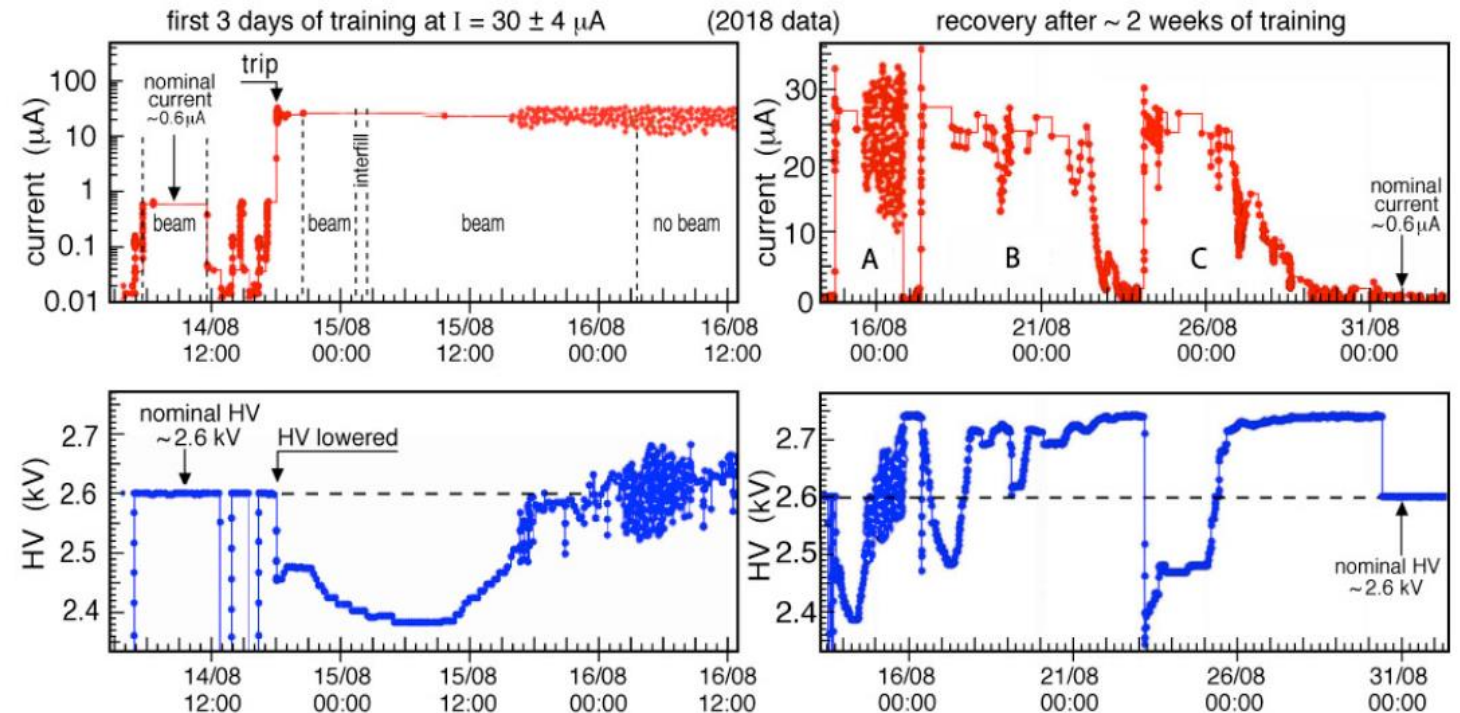 first 3 days of training at I = 30 ± 4 μA
(2018 data)
recovery after ~ 2 weeks of training
current (μA)
100
10
1
0.1
0.01
nominal
current
~0.6μA
trip
beam
beam
interfill
beam
no beam
14/08
12:00
15/08
00:00
15/08
12:00
16/08
00:00
16/08
12:00
current (μA)
30
20
10
0
A
B
C
nominal
current
~0.6μA
16/08
00:00
21/08
00:00
26/08
00:00
31/08
00:00
HV (kV)
2.7
2.6
2.5
2.4
nominal HV
~2.6 kV
HV lowered
14/08
12:00
15/08
00:00
15/08
12:00
16/08
00:00
16/08
12:00
HV (kV)
2.7
2.6
2.5
2.4
nominal HV
~2.6 kV
16/08
00:00
21/08
00:00
26/08
00:00
31/08
00:00